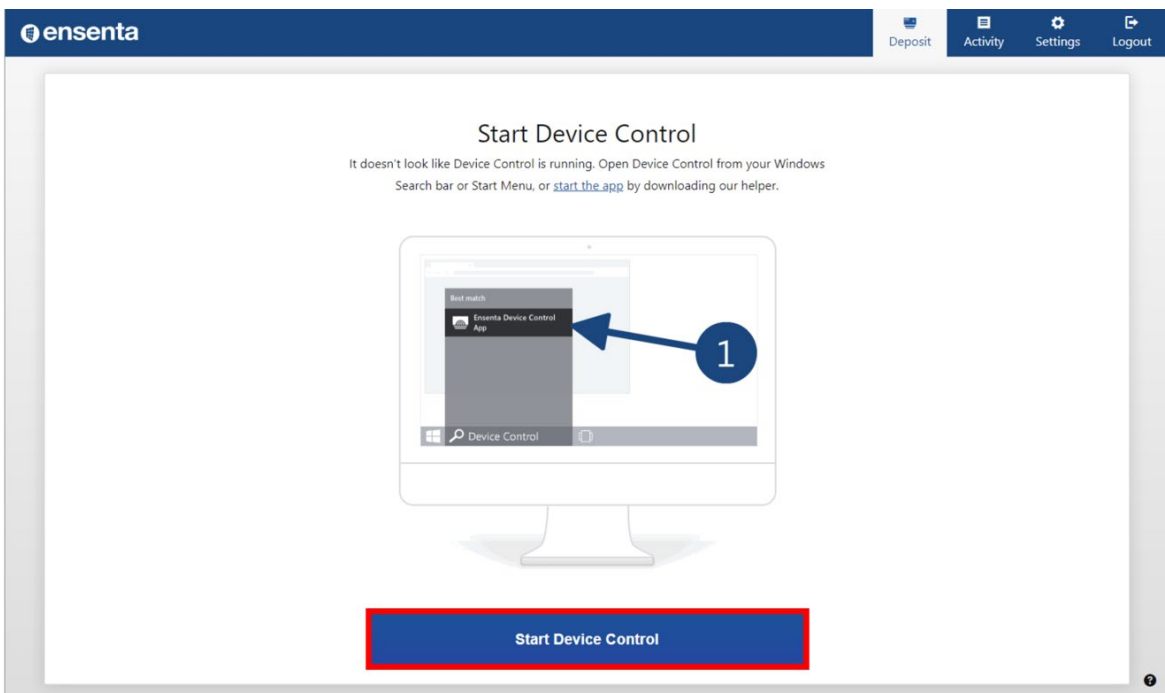 ensenta
Deposit
Activity
Settings
Logout
Start Device Control
It doesn't look like Device Control is running. Open Device Control from your Windows
Search bar or Start Menu, or start the app by downloading our helper.
Best match
Ensenta Device Control
App
1
Device Control
Start Device Control
?